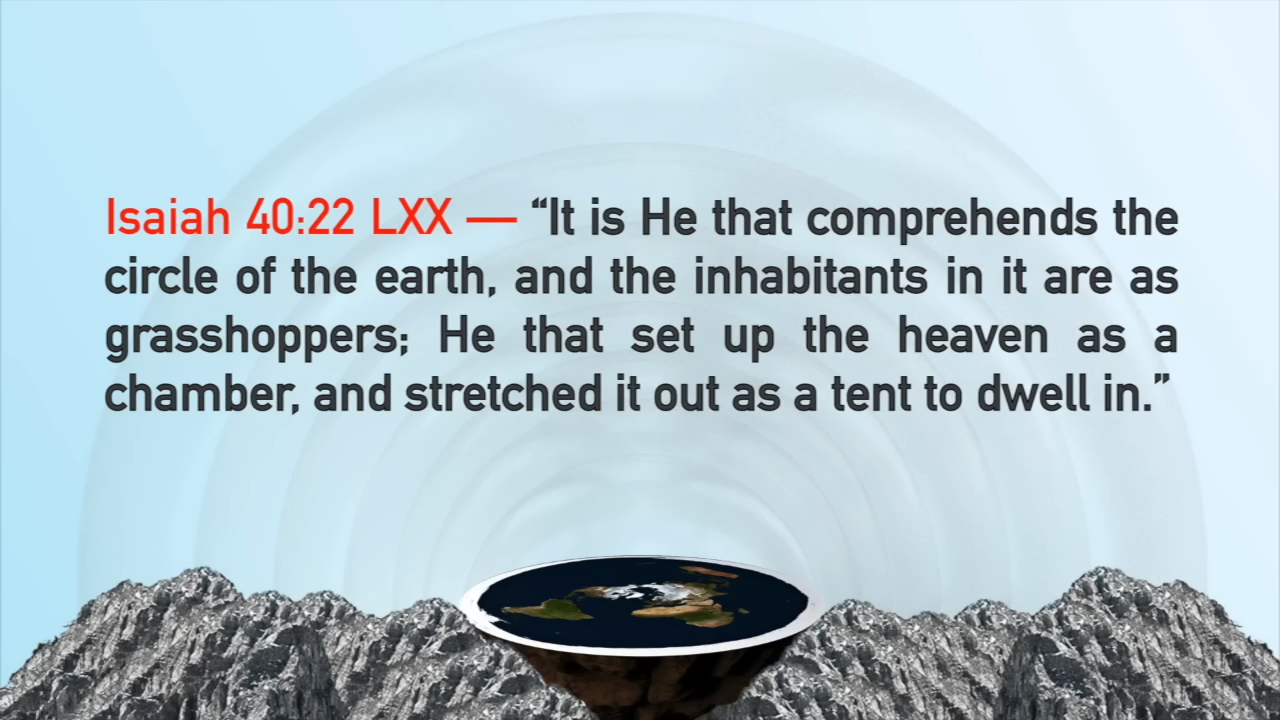 Isaiah 40:22 LXX — “It is He that comprehends the
circle of the earth, and the inhabitants in it are as
grasshoppers; He that set up the heaven as a
chamber, and stretched it out as a tent to dwell in.”